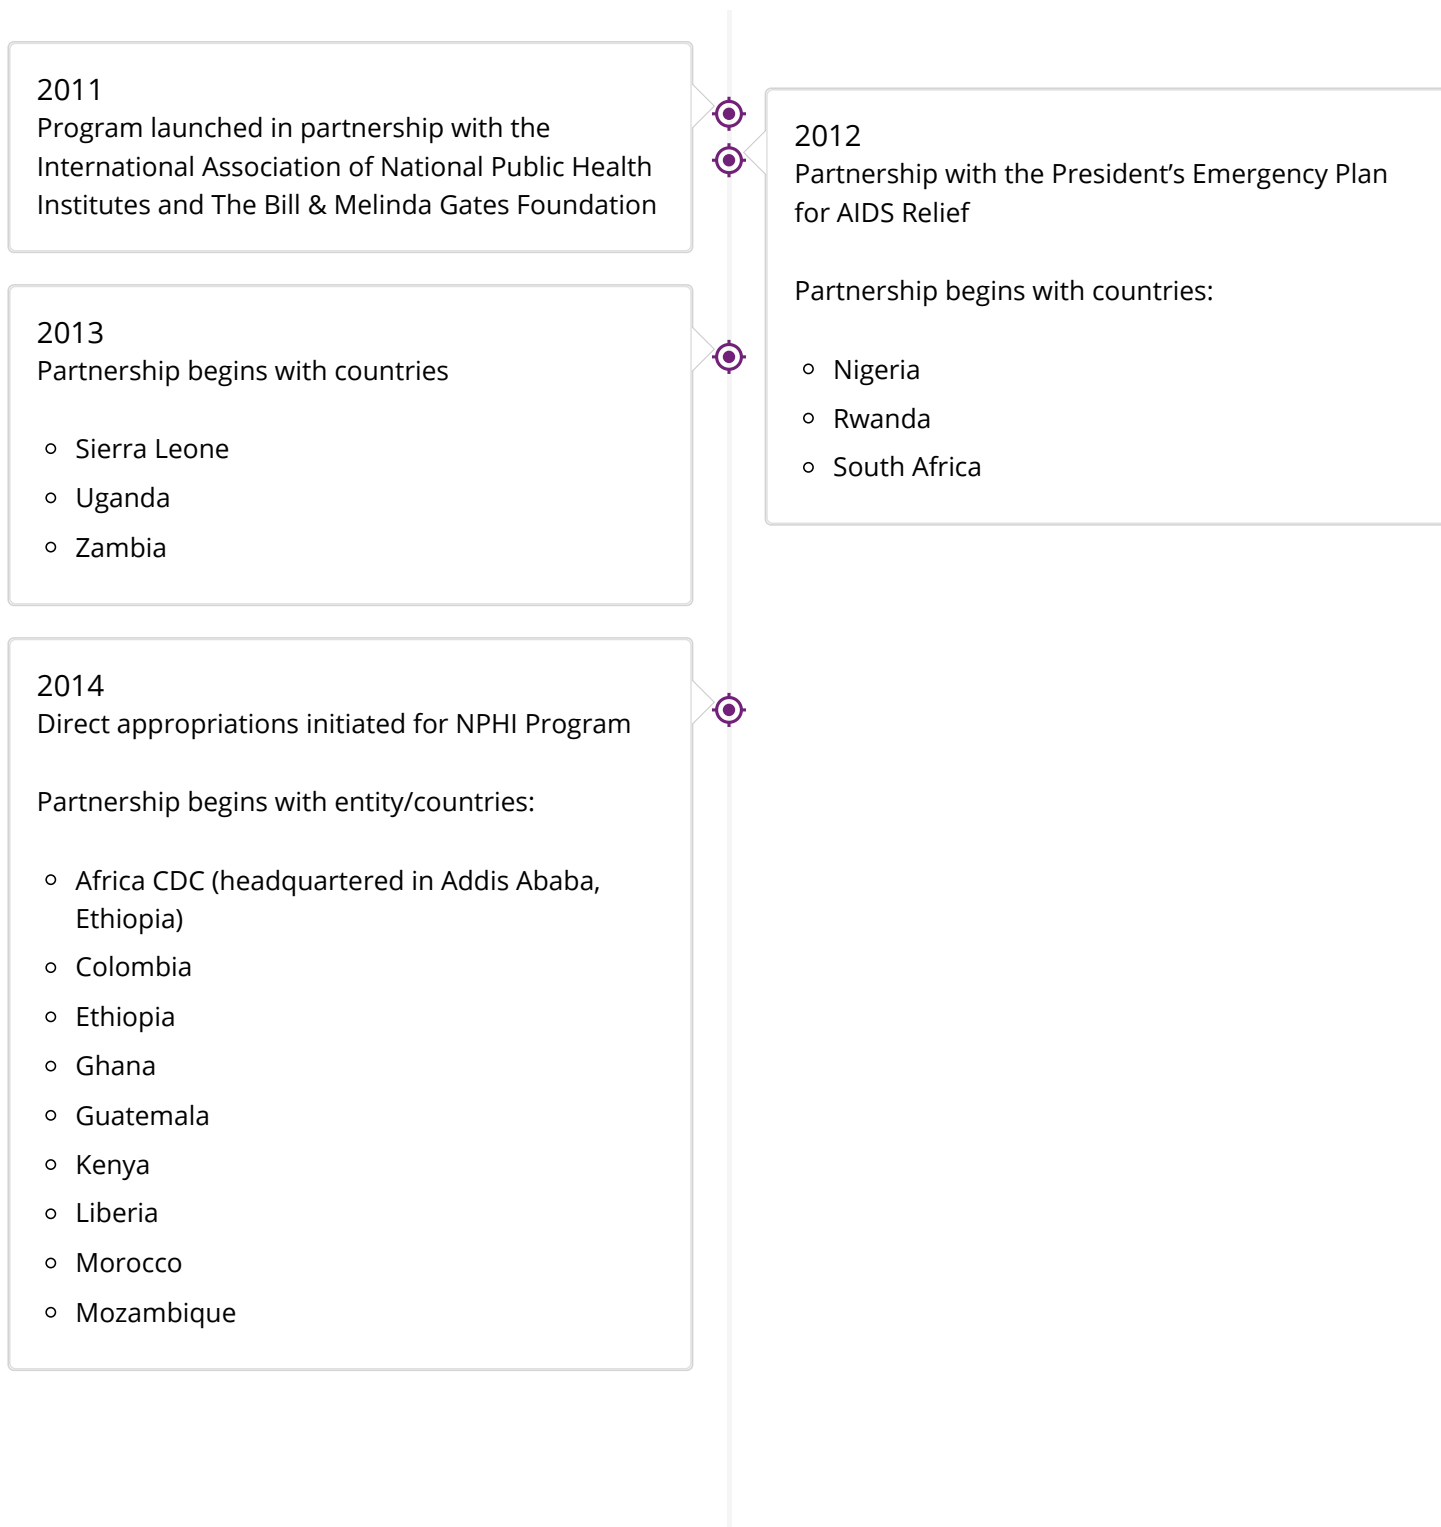 2011
Program launched in partnership with the
International Association of National Public Health
Institutes and The Bill & Melinda Gates Foundation
2012
Partnership with the President’s Emergency Plan
for AIDS Relief
Partnership begins with countries:
Nigeria
Rwanda
South Africa
2013
Partnership begins with countries
Sierra Leone
Uganda
Zambia
2014
Direct appropriations initiated for NPHI Program
Partnership begins with entity/countries:
Africa CDC (headquartered in Addis Ababa,
Ethiopia)
Colombia
Ethiopia
Ghana
Guatemala
Kenya
Liberia
Morocco
Mozambique